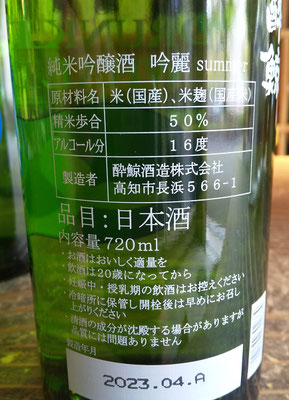 酔鯨
純米吟醸酒 吟麗 summer
原材料名 米(国産)、米麹(国産米)
精米歩合 50%
アルコール分 16度
製造者 酔鯨酒造株式会社
高知市長浜566-1
品目:日本酒
内容量720ml
・お酒はおいしく適量を
・飲酒は20歳になってから
・妊娠中・授乳期の飲酒はお控えください
・冷暗所に保管し開栓後は早めにお召し
上がりください
・清酒の成分が沈殿する場合がありますが
品質には問題ありません
製造年月
2023.04.A